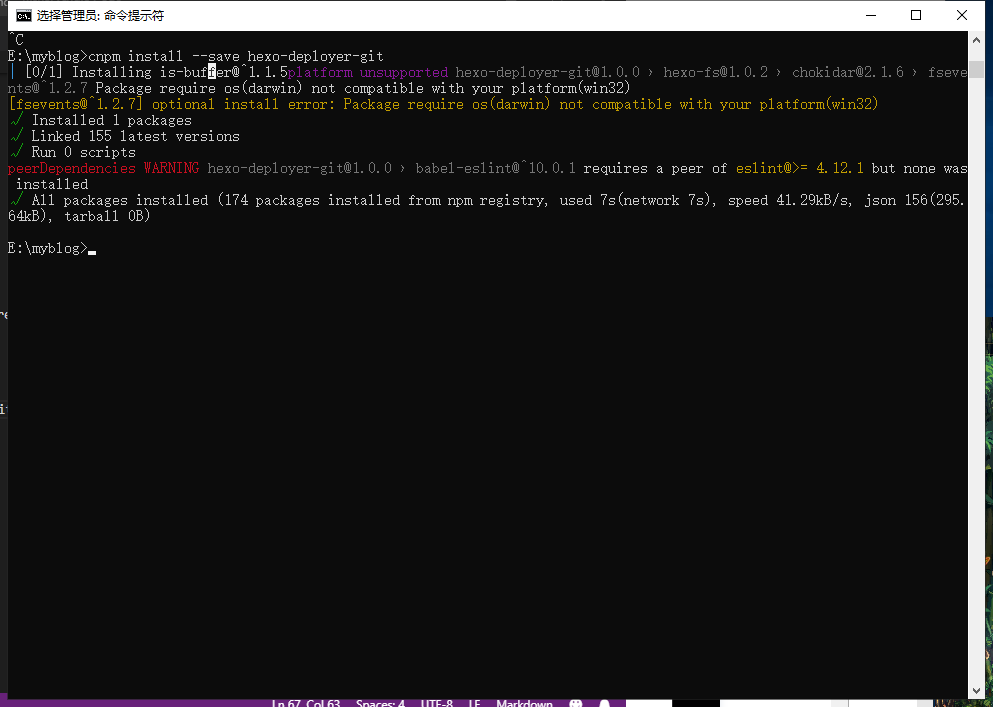 选择管理员: 命令提示符
^C
E:\myblog>cnpm install --save hexo-deployer-git
| [0/1] Installing is-buffer@^1.1.5platform unsupported hexo-deployer-git@1.0.0 › hexo-fs@1.0.2 › chokidar@2.1.6 › fseve
nts@^1.2.7 Package require os(darwin) not compatible with your platform(win32)
[fsevents@^1.2.7] optional install error: Package require os(darwin) not compatible with your platform(win32)
√ Installed 1 packages
√ Linked 155 latest versions
√ Run 0 scripts
peerDependencies WARNING hexo-deployer-git@1.0.0 › babel-eslint@^10.0.1 requires a peer of eslint@>= 4.12.1 but none was
installed
√ All packages installed (174 packages installed from npm registry, used 7s(network 7s), speed 41.29kB/s, json 156(295.
64kB), tarball 0B)
E:\myblog>
Ln 67, Col 63 Spaces: 4 UTF-8 LF Markdown